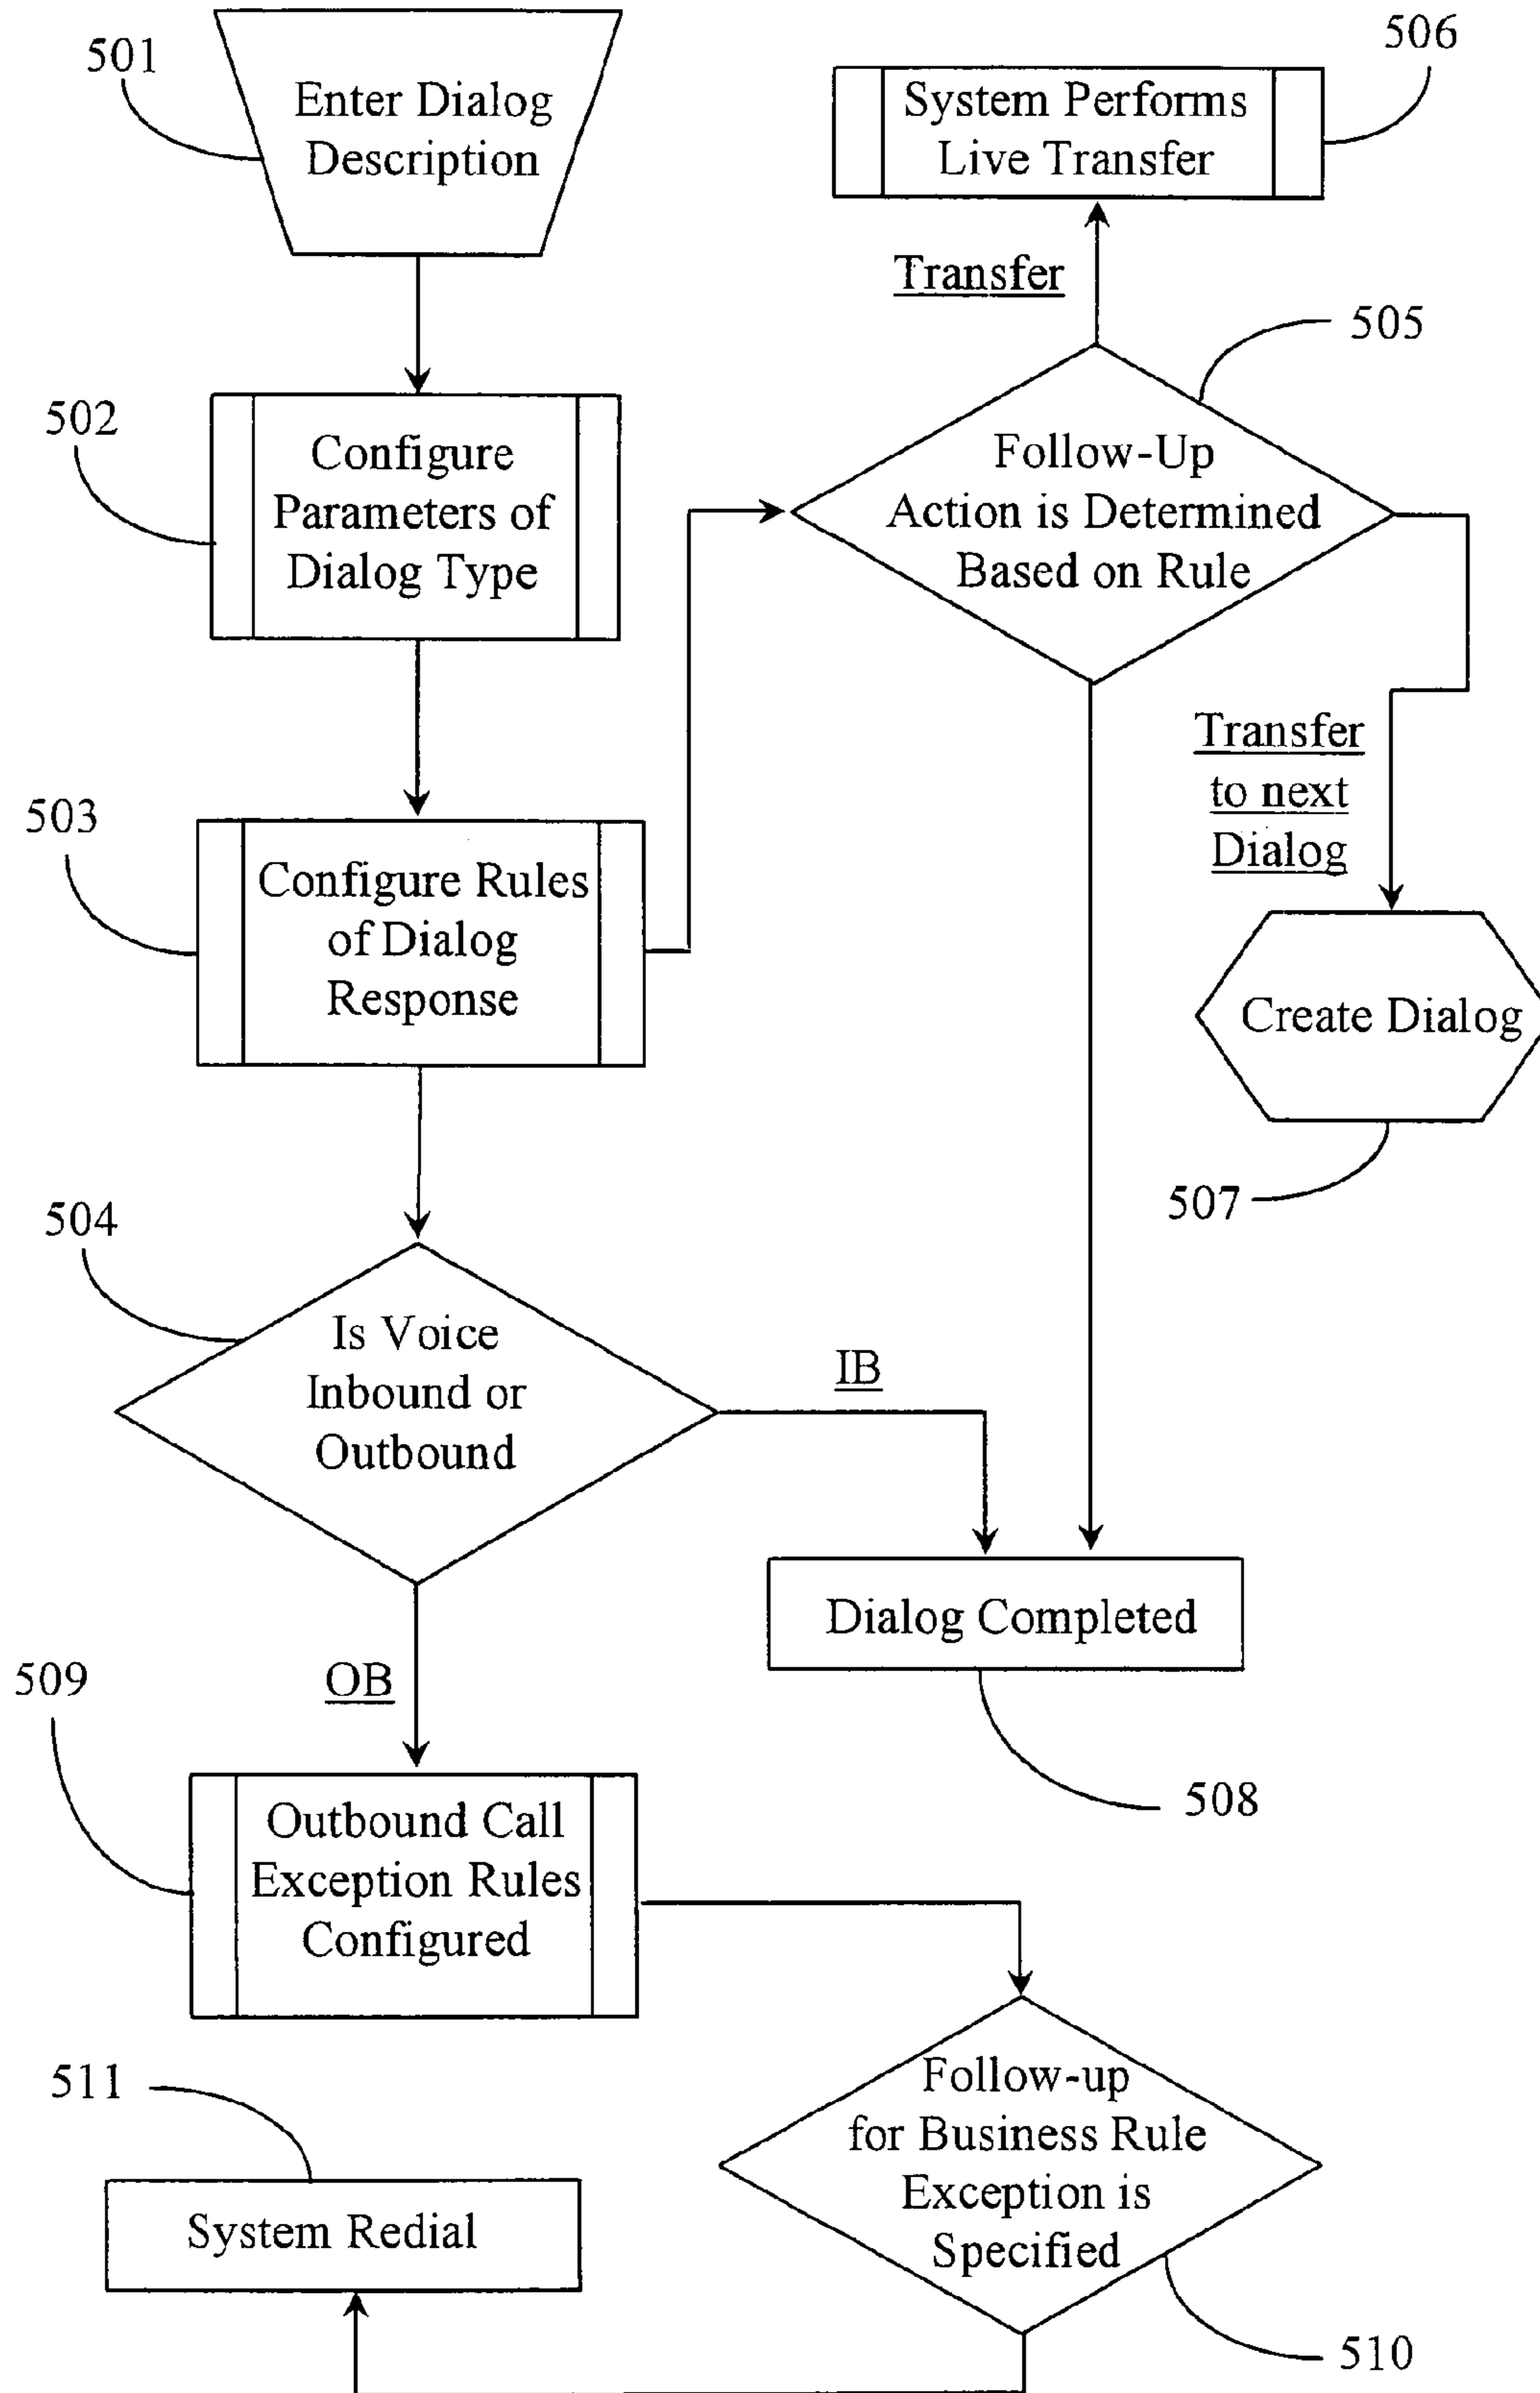 501
Enter Dialog
Description
506
System Performs
Live Transfer
Transfer
505
502
Configure
Parameters of
Dialog Type
Follow-Up
Action is Determined
Based on Rule
Transfer
to next
Dialog
503
Configure Rules
of Dialog
Response
Create Dialog
507
504
Is Voice
Inbound or
Outbound
IB
Dialog Completed
508
OB
509
Outbound Call
Exception Rules
Configured
511
System Redial
Follow-up
for Business Rule
Exception is
Specified
510